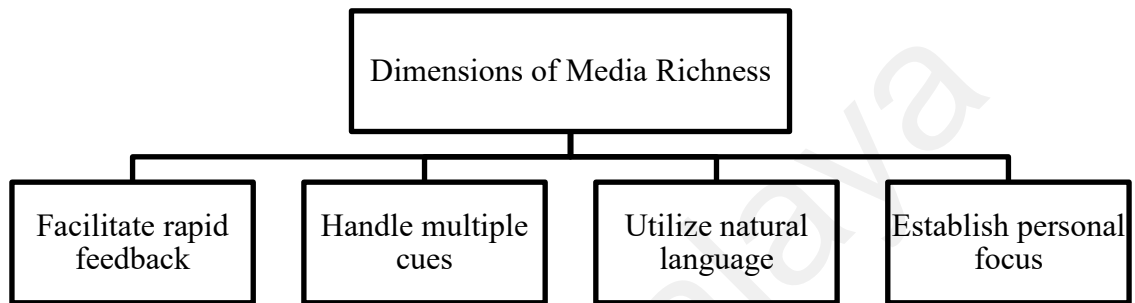 Dimensions of Media Richness
Facilitate rapid
feedback
Handle multiple
cues
Utilize natural
language
Establish personal
focus